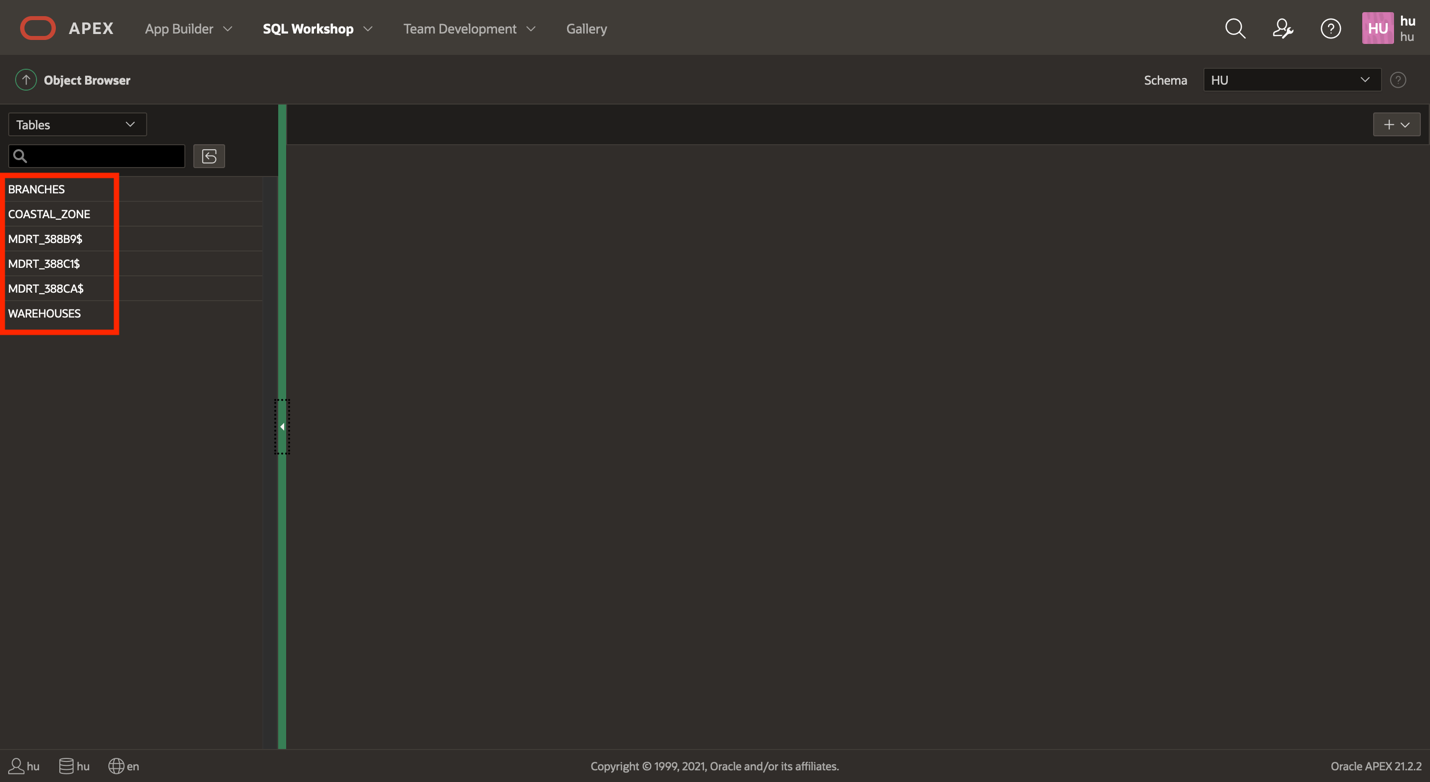 APEX App Builder SQL Workshop Team Development Gallery HU hu hu
Object Browser Schema HU
Tables
BRANCHES
COASTAL_ZONE
MDRT_388B9$
MDRT_388C1$
MDRT_388CA$
WAREHOUSES
hu hu en Copyright © 1999, 2021, Oracle and/or its affiliates. Oracle APEX 21.2.2